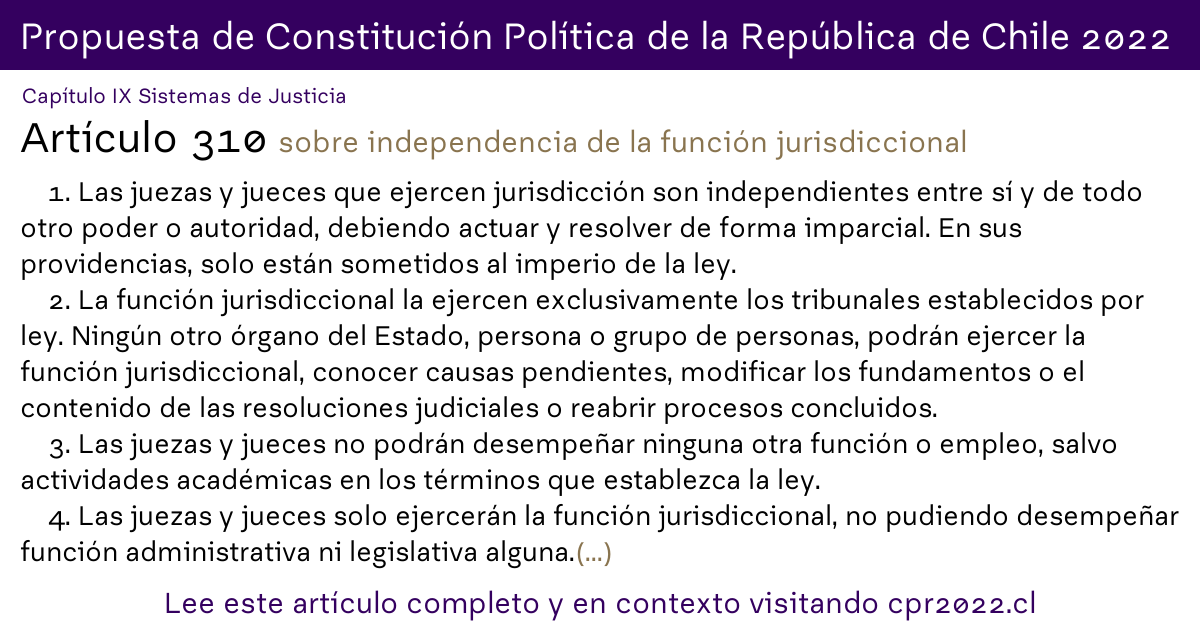 Propuesta de Constitución Política de la República de Chile 2022
Capítulo IX Sistemas de Justicia
Artículo 310 sobre independencia de la función jurisdiccional
1. Las juezas y jueces que ejercen jurisdicción son independientes entre sí y de todo
otro poder o autoridad, debiendo actuar y resolver de forma imparcial. En sus
providencias, solo están sometidos al imperio de la ley.
2. La función jurisdiccional la ejercen exclusivamente los tribunales establecidos por
ley. Ningún otro órgano del Estado, persona o grupo de personas, podrán ejercer la
función jurisdiccional, conocer causas pendientes, modificar los fundamentos o el
contenido de las resoluciones judiciales o reabrir procesos concluidos.
3. Las juezas y jueces no podrán desempeñar ninguna otra función o empleo, salvo
actividades académicas en los términos que establezca la ley.
4. Las juezas y jueces solo ejercerán la función jurisdiccional, no pudiendo desempeñar
función administrativa ni legislativa alguna.(...)
Lee este artículo completo y en contexto visitando cpr2022.cl